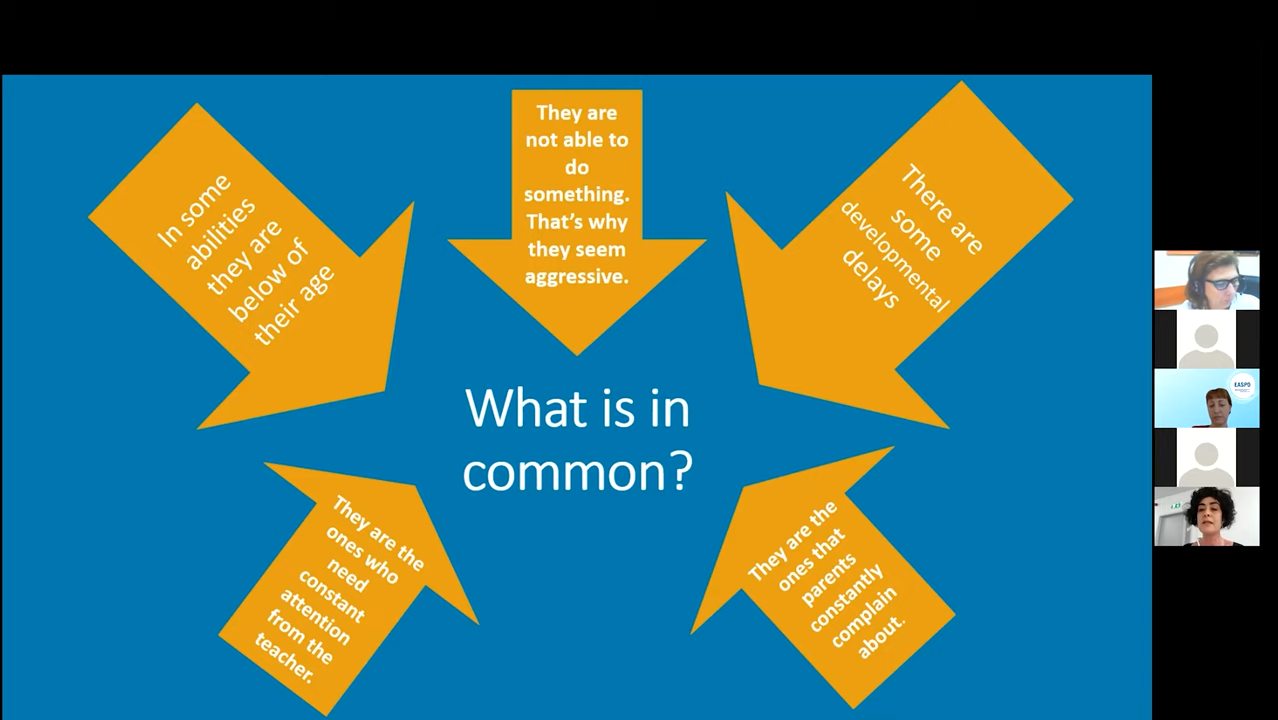 In some
abilities
they are
below of
their age
They are
not able to
do
something.
That's why
they seem
aggressive.
There are
some
developmental
delays
What is in
common?
They are the
ones who
need
constant
attention
from the
teacher.
They are the
ones that
parents
constantly
complain
about.
EASPD